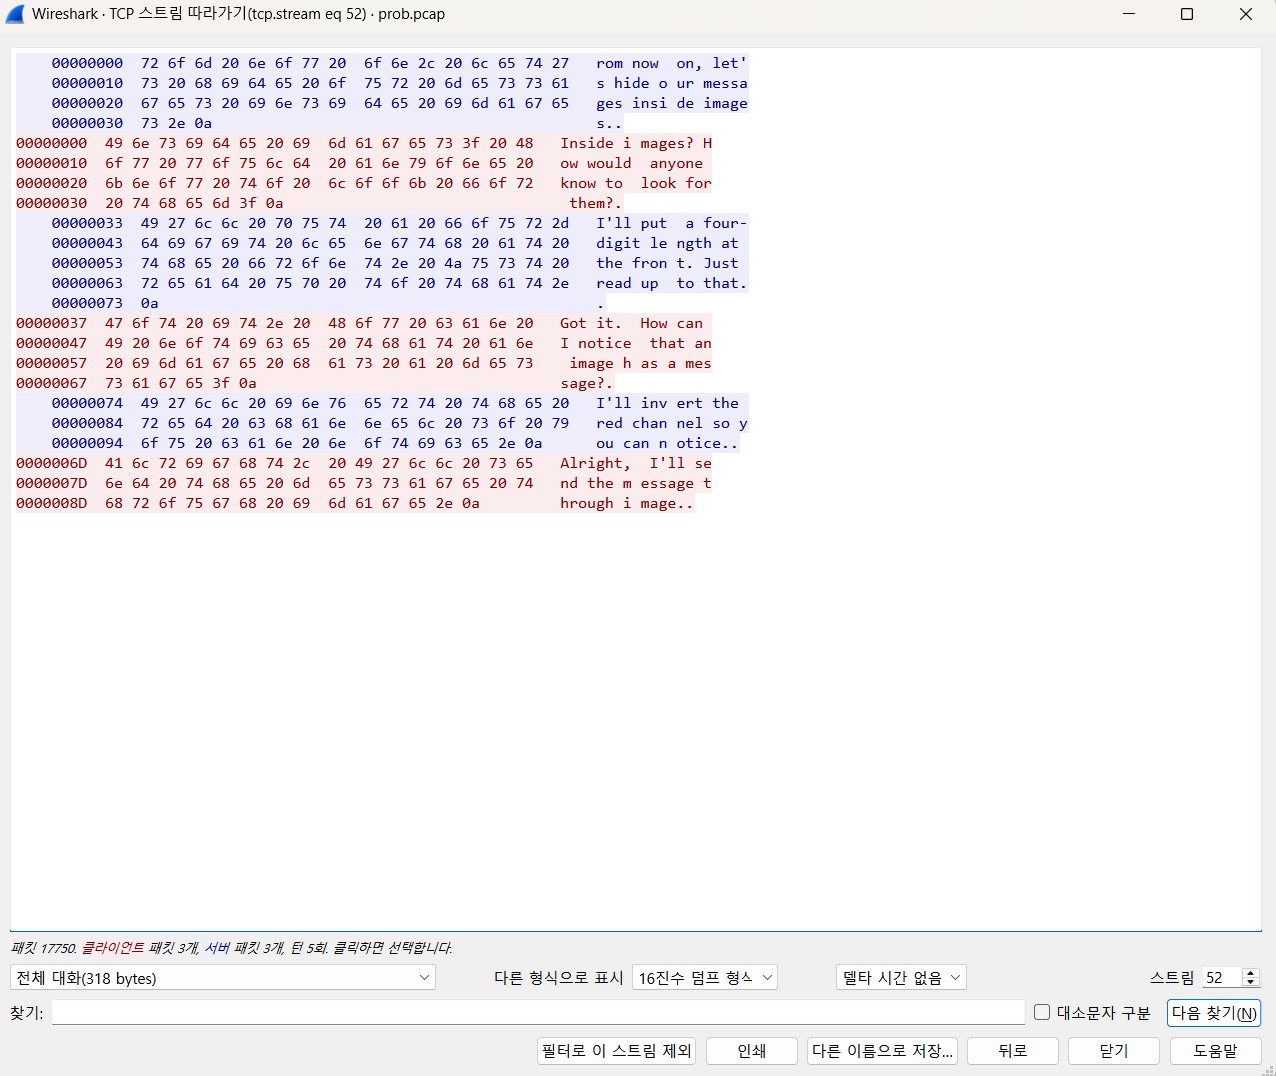 Wireshark · TCP 스트림 따라가기(tcp.stream eq 52) · prob.pcap
00000000 72 6f 6d 20 6e 6f 77 20 6f 6e 2c 20 6c 65 74 27 rom now on, let'
00000010 73 20 68 69 64 65 20 6f 75 72 20 6d 65 73 73 61 s hide o ur messa
00000020 67 65 73 20 69 6e 73 69 64 65 20 69 6d 61 67 65 ges insi de image
00000030 73 2e 0a s..
00000000 49 6e 73 69 64 65 20 69 6d 61 67 65 73 3f 20 48 Inside i mages? H
00000010 6f 77 20 77 6f 75 6c 64 20 61 6e 79 6f 6e 65 20 ow would anyone
00000020 6b 6e 6f 77 20 74 6f 20 6c 6f 6f 6b 20 66 6f 72 know to look for
00000030 20 74 68 65 6d 3f 0a them?.
00000033 49 27 6c 6c 20 70 75 74 20 61 20 66 6f 75 72 2d I'll put a four-
00000043 64 69 67 69 74 20 6c 65 6e 67 74 68 20 61 74 20 digit le ngth at
00000053 74 68 65 20 66 72 6f 6e 74 2e 20 4a 75 73 74 20 the fron t. Just
00000063 72 65 61 64 20 75 70 20 74 6f 20 74 68 61 74 2e read up to that.
00000073 0a .
00000037 47 6f 74 20 69 74 2e 20 48 6f 77 20 63 61 6e 20 Got it. How can
00000047 49 20 6e 6f 74 69 63 65 20 74 68 61 74 20 61 6e I notice that an
00000057 20 69 6d 61 67 65 20 68 61 73 20 61 20 6d 65 73 image h as a mes
00000067 73 61 67 65 3f 0a sage?.
00000074 49 27 6c 6c 20 69 6e 76 65 72 74 20 74 68 65 20 I'll inv ert the
00000084 72 65 64 20 63 68 61 6e 6e 65 6c 20 73 6f 20 79 red chan nel so y
00000094 6f 75 20 63 61 6e 20 6e 6f 74 69 63 65 2e 0a ou can n otice..
0000006D 41 6c 72 69 67 68 74 2c 20 49 27 6c 6c 20 73 65 Alright, I'll se
0000007D 6e 64 20 74 68 65 20 6d 65 73 73 61 67 65 20 74 nd the m essage t
0000008D 68 72 6f 75 67 68 20 69 6d 61 67 65 2e 0a hrough i mage..
패킷 17750. 클라이언트 패킷 3개, 서버 패킷 3개, 턴 5회. 클릭하면 선택합니다.
전체 대화(318 bytes) 다른 형식으로 표시 16진수 덤프 형식 델타 시간 없음 스트림 52
찾기: 대소문자 구분 다음 찾기(N)
필터로 이 스트림 제외 인쇄 다른 이름으로 저장... 뒤로 닫기 도움말